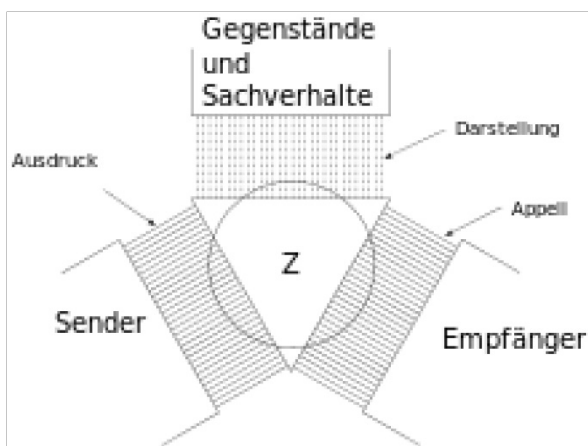 Gegenstände
und
Sachverhalte
Darstellung
Ausdruck
Appell
Z
Sender
Empfänger